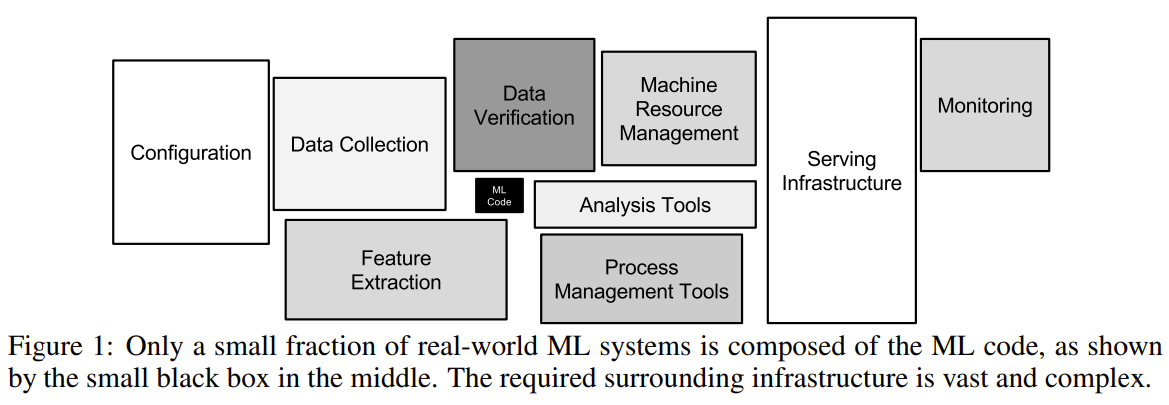 Configuration
Data Collection
Data
Verification
Machine
Resource
Management
Serving
Infrastructure
Monitoring
ML
Code
Analysis Tools
Feature
Extraction
Process
Management Tools
Figure 1: Only a small fraction of real-world ML systems is composed of the ML code, as shown
by the small black box in the middle. The required surrounding infrastructure is vast and complex.